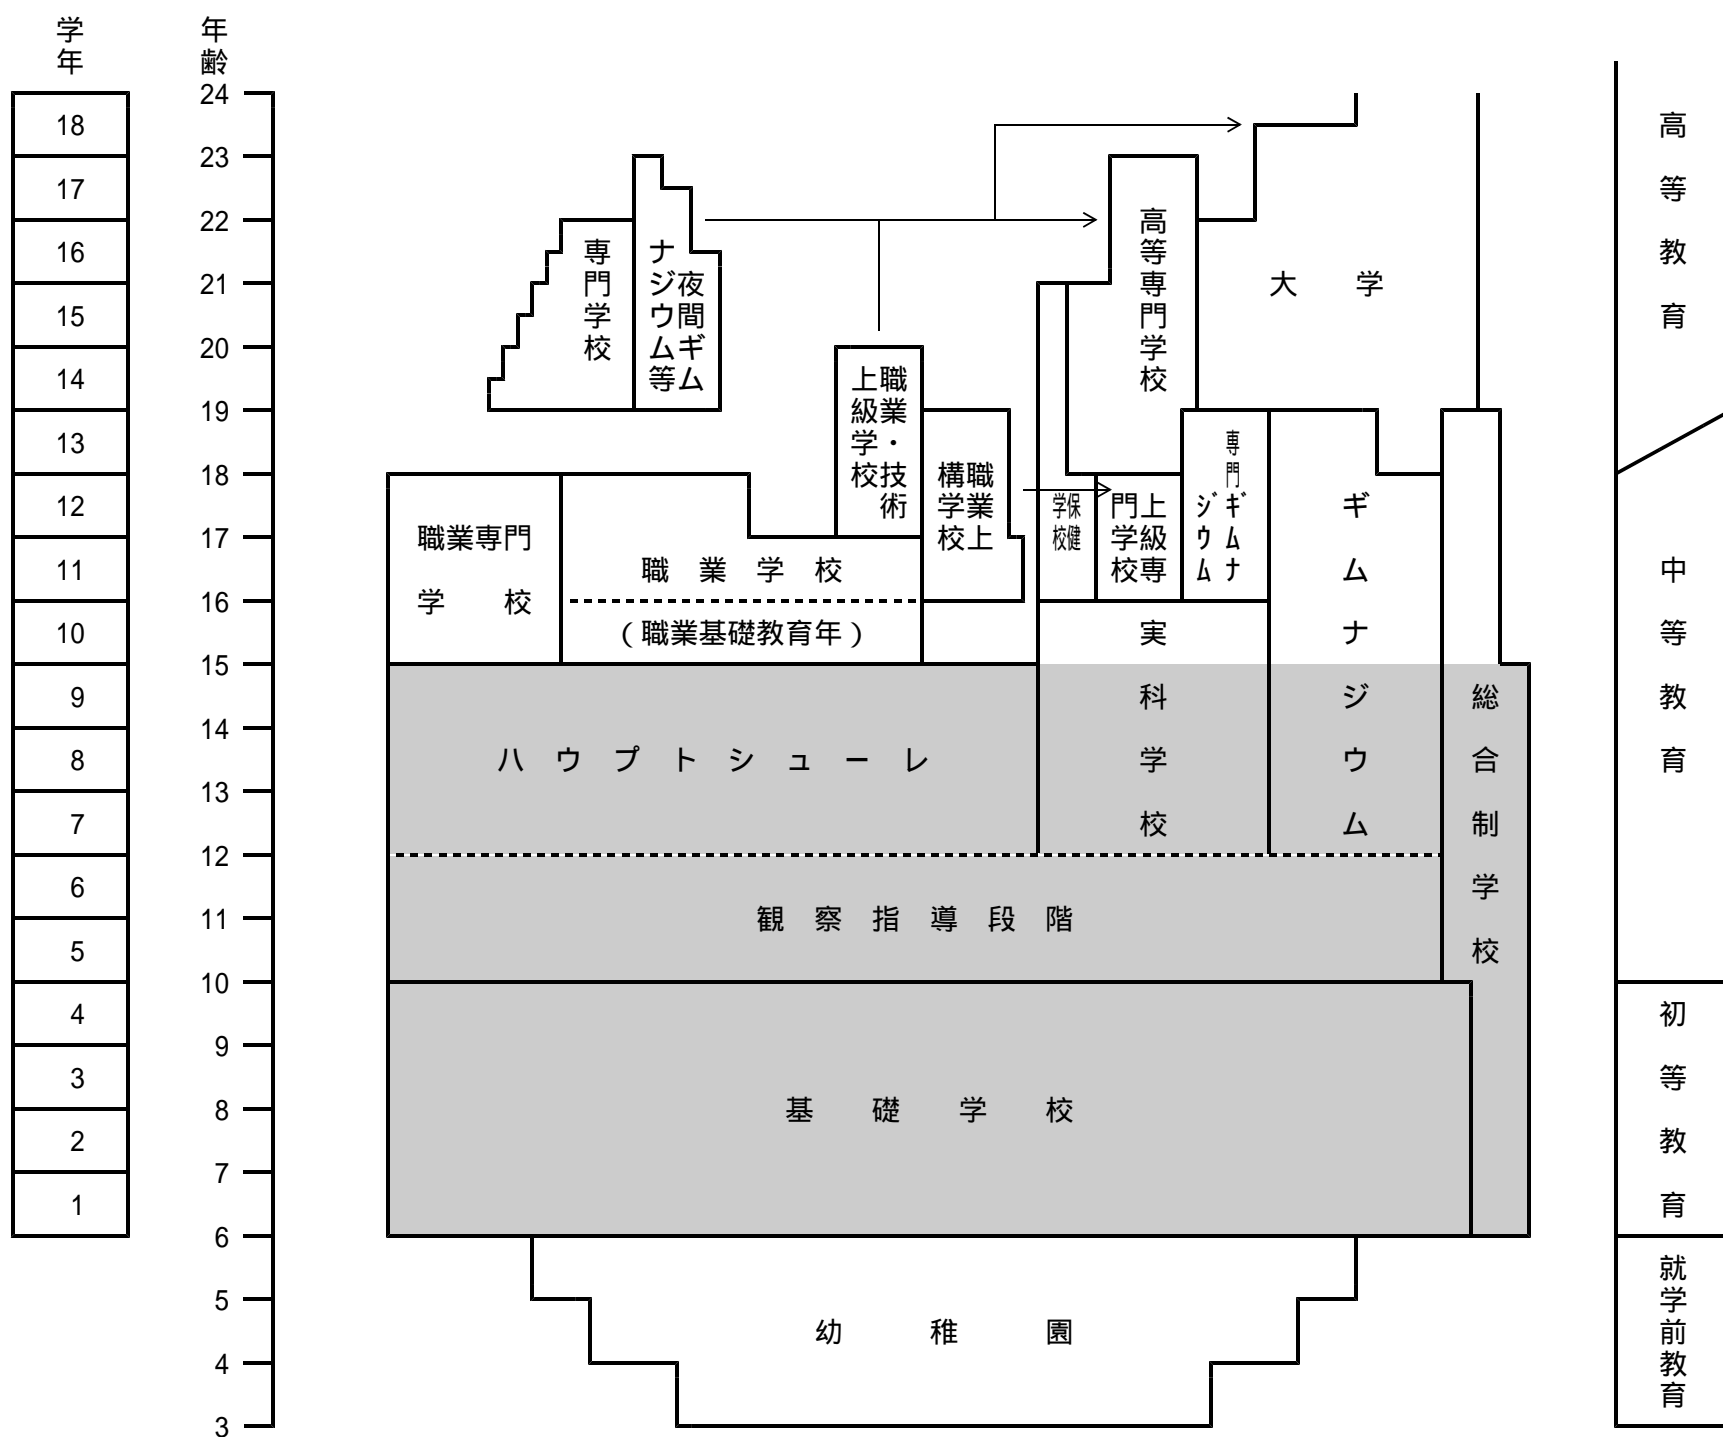 学年
年齢
24
18
23
17
22
16
21
15
20
14
19
13
18
12
17
11
16
10
15
9
14
8
13
7
12
6
11
5
10
4
9
3
8
2
7
1
6
5
4
3
専門学校
夜間ギム
ナジウム等
職業・技術
上級学校
職業上
構学校
保健
学校
上級専
門学校
専門ギムナ
ジウム
高等専門学校
大学
職業専門
学校
職業学校
(職業基礎教育年)
ハウプトシューレ
実科学校
ギムナジウム
総合制学校
観察指導段階
基礎学校
幼稚園
高等教育
中等教育
初等教育
就学前教育